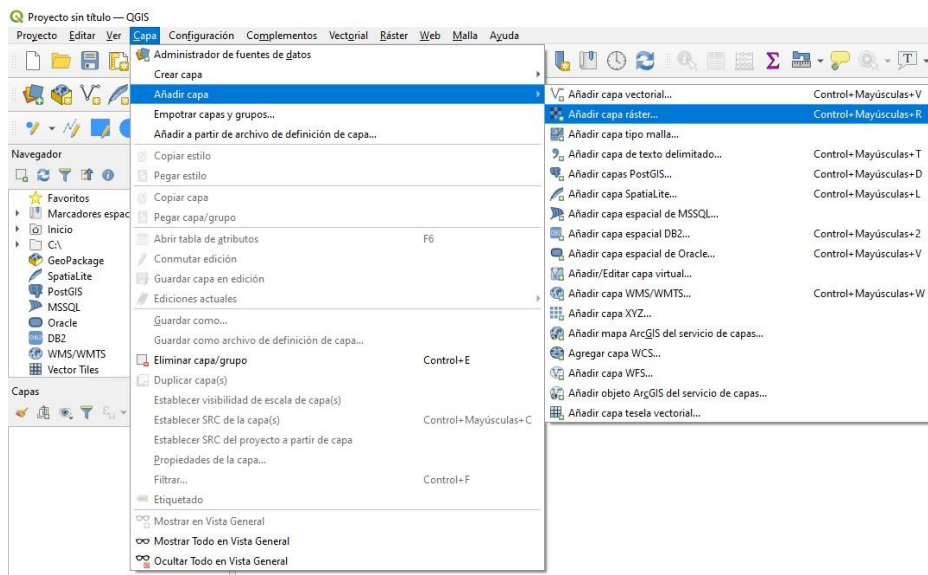 Proyecto sin título — QGIS
Proyecto Editar Ver Capa Configuración Complementos Vectorial Ráster Web Malla Ayuda
Administrador de fuentes de datos
Crear capa
Añadir capa
Empotrar capas y grupos...
Añadir a partir de archivo de definición de capa...
Copiar estilo
Pegar estilo
Copiar capa
Pegar capa/grupo
Abrir tabla de atributos F6
Conmutar edición
Guardar capa en edición
Ediciones actuales
Guardar como...
Guardar como archivo de definición de capa...
Eliminar capa/grupo Control+E
Duplicar capa(s)
Establecer visibilidad de escala de capa(s)
Establecer SRC de la capa(s) Control+Mayúsculas+C
Establecer SRC del proyecto a partir de capa
Propiedades de la capa...
Filtrar... Control+F
Etiquetado
Mostrar en Vista General
Mostrar Todo en Vista General
Ocultar Todo en Vista General
Añadir capa vectorial... Control+Mayúsculas+V
Añadir capa ráster... Control+Mayúsculas+R
Añadir capa tipo malla...
Añadir capa de texto delimitado... Control+Mayúsculas+T
Añadir capas PostGIS... Control+Mayúsculas+D
Añadir capa SpatiaLite... Control+Mayúsculas+L
Añadir capa espacial de MSSQL...
Añadir capa espacial DB2... Control+Mayúsculas+2
Añadir capa espacial de Oracle... Control+Mayúsculas+V
Añadir/Editar capa virtual...
Añadir capa WMS/WMTS... Control+Mayúsculas+W
Añadir capa XYZ...
Añadir mapa ArcGIS del servicio de capas...
Agregar capa WCS...
Añadir capa WFS...
Añadir objeto ArcGIS del servicio de capas...
Añadir capa tesela vectorial...
Navegador
Favoritos
Marcadores espac
Inicio
C:\
GeoPackage
SpatiaLite
PostGIS
MSSQL
Oracle
DB2
WMS/WMTS
Vector Tiles
Capas